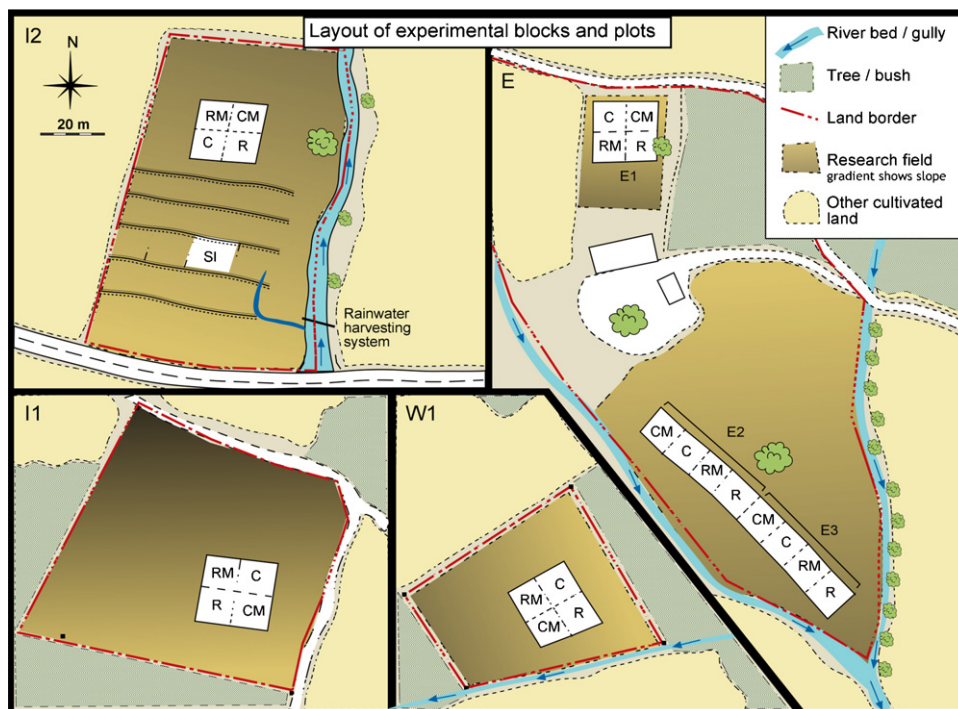 Layout of experimental blocks and plots
I2
N
20 m
RM CM
C R
SI
Rainwater
harvesting
system
E
C CM
RM R
E1
E2
CM
C
RM
R
E3
CM
C
RM
R
River bed / gully
Tree / bush
Land border
Research field
gradient shows slope
Other cultivated
land
I1
RM C
R CM
W1
RM C
CM R